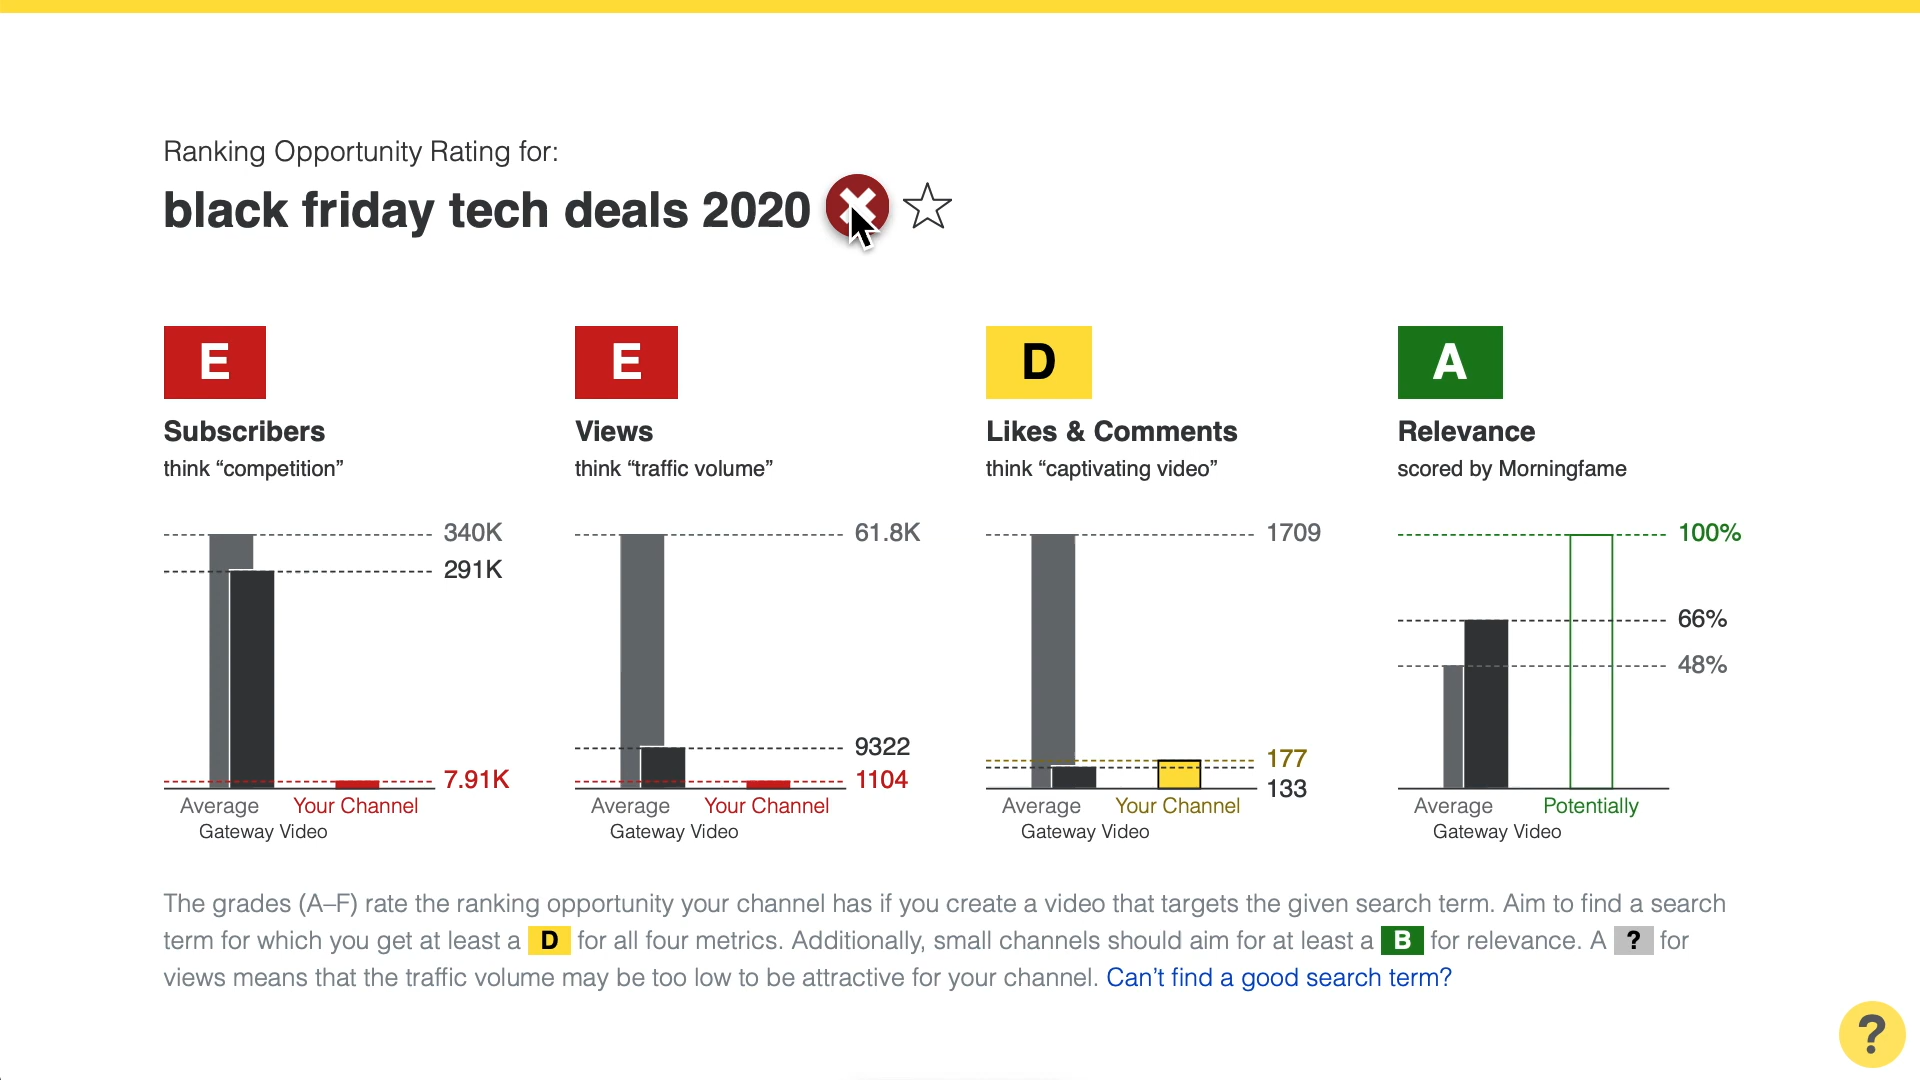 Ranking Opportunity Rating for:
black friday tech deals 2020
E
Subscribers
think “competition”
340K
291K
7.91K
Average
Your Channel
Gateway Video
E
Views
think “traffic volume”
61.8K
9322
1104
Average
Your Channel
Gateway Video
D
Likes & Comments
think “captivating video”
1709
177
133
Average
Your Channel
Gateway Video
A
Relevance
scored by Morningfame
100%
66%
48%
Average
Potentially
Gateway Video
The grades (A–F) rate the ranking opportunity your channel has if you create a video that targets the given search term. Aim to find a search
term for which you get at least a D for all four metrics. Additionally, small channels should aim for at least a B for relevance. A ? for
views means that the traffic volume may be too low to be attractive for your channel. Can’t find a good search term?
?